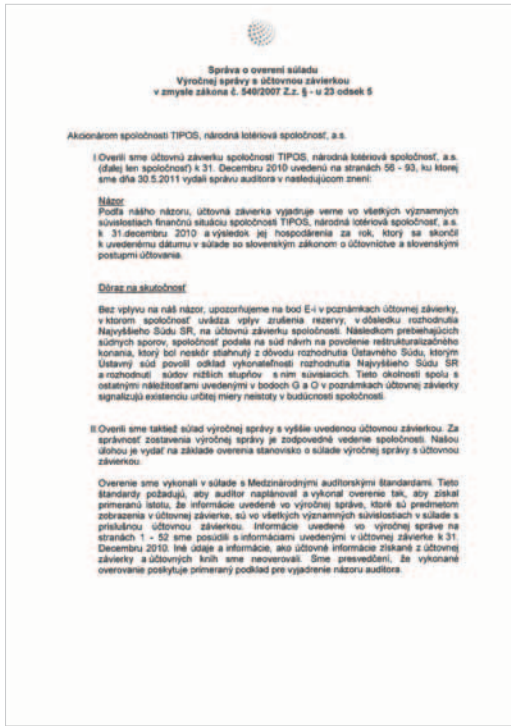 Správa o overení súladu
Výročnej správy s účtovnou závierkou
v zmysle zákona č. 540/2007 Z.z. § - u 23 odsek 5
Akcionárom spoločnosti TIPOS, národná lotériová spoločnosť, a.s.
I Overili sme účtovnú závierku spoločnosti TIPOS, národná lotériová spoločnosť, a.s.
(ďalej len spoločnosť) k 31. Decembru 2010 uvedenú na stranách 56 - 93, ku ktorej
sme dňa 30.5.2011 vydali správu audítora v nasledujúcom znení:
Názor
Podľa nášho názoru, účtovná závierka vyjadruje verne vo všetkých významných
súvislostiach finančnú situáciu spoločnosti TIPOS, národná lotériová spoločnosť, a.s.
k 31.decembru 2010 a výsledok jej hospodárenia za rok, ktorý sa skončil
k uvedenému dátumu v súlade so slovenským zákonom o účtovníctve a slovenskými
postupmi účtovania.
Dôraz na skutočnosť
Bez vplyvu na náš názor, upozorňujeme na bod E-i v poznámkach účtovnej závierky,
v ktorom spoločnosť uvádza vplyv zrušenia rezervy, v dôsledku rozhodnutia
Najvyššieho Súdu SR, na účtovnú závierku spoločnosti. Následkom prebiehajúcich
súdnych sporov, spoločnosť podala na súd návrh na povolenie reštrukturalizačného
konania, ktorý bol neskôr stiahnutý z dôvodu rozhodnutia Ústavného Súdu, ktorým
Ústavný súd povolil odklad vykonateľnosti rozhodnutia Najvyššieho Súdu SR
a rozhodnutí súdov nižších stupňov s ním súvisiacich. Tieto okolnosti spolu s
ostatnými náležitosťami uvedenými v bodoch G a O v poznámkach účtovnej závierky
signalizujú existenciu určitej miery neistoty v budúcnosti spoločnosti.
II Overili sme taktiež súlad výročnej správy s vyššie uvedenou účtovnou závierkou. Za
správnosť zostavenia výročnej správy je zodpovedné vedenie spoločnosti. Našou
úlohou je vydať na základe overenia stanovisko o súlade výročnej správy s účtovnou
závierkou.
Overenie sme vykonali v súlade s Medzinárodnými audítorskými štandardami. Tieto
štandardy požadujú, aby audítor naplánoval a vykonal overenie tak, aby získal
primeranú istotu, že informácie uvedené vo výročnej správe, ktoré sú predmetom
zobrazenia v účtovnej závierke, sú vo všetkých významných súvislostiach v súlade s
príslušnou účtovnou závierkou. Informácie uvedené vo výročnej správe na
stranách 1 - 52 sme posúdili s informáciami uvedenými v účtovnej závierke k 31.
Decembru 2010. Iné údaje a informácie, ako účtovné informácie získané z účtovnej
závierky a účtovných kníh sme neoverovali. Sme presvedčení, že vykonané
overovanie poskytuje primeraný podklad pre vyjadrenie názoru audítora.